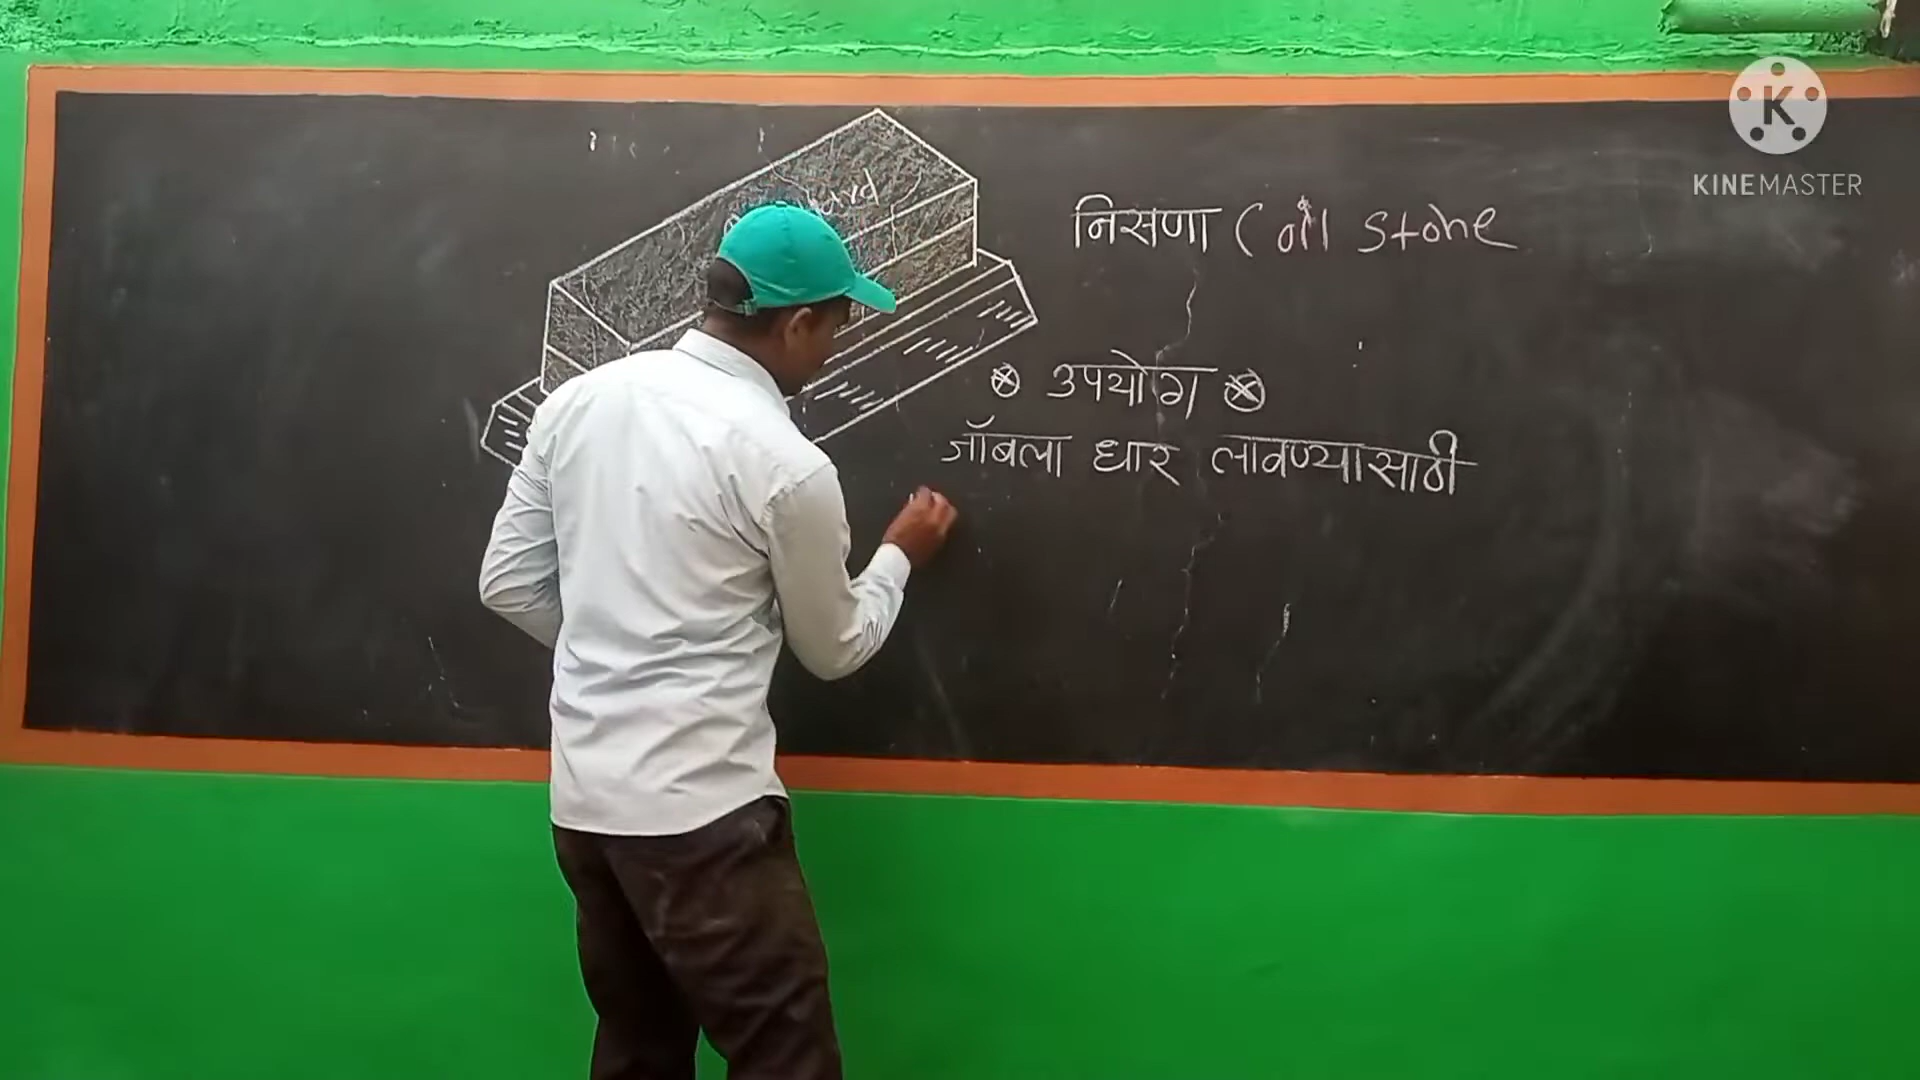 निसणा ( oil stone
⊗ उपयोग ⊗
जॉबला धार लावण्यासाठी
KINEMASTER